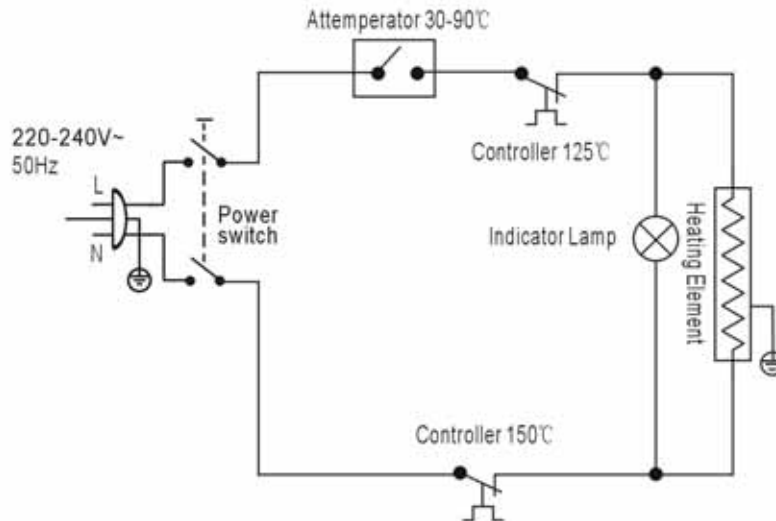 Attemperator 30-90℃
220-240V~
50Hz
L
N
Power
switch
Controller 125℃
Indicator Lamp
Heating Element
Controller 150℃